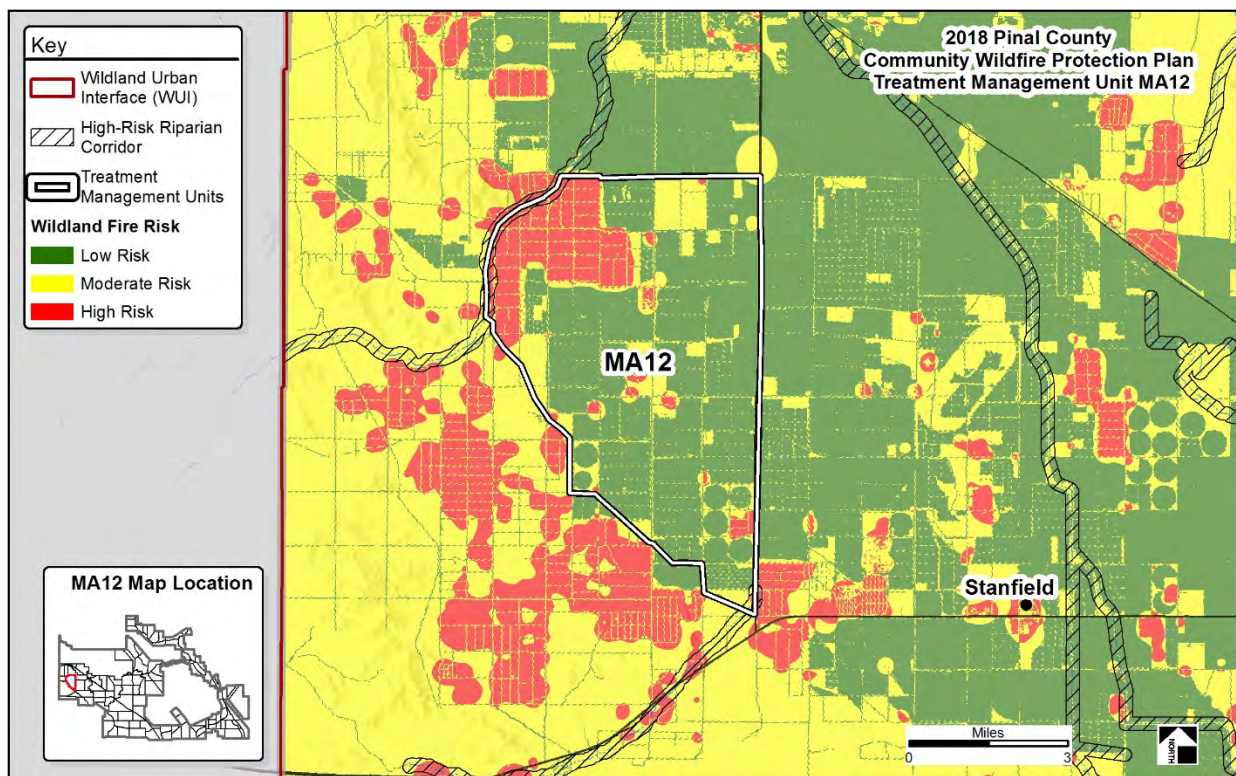 Key
Wildland Urban
Interface (WUI)
High-Risk Riparian
Corridor
Treatment
Management Units
Wildland Fire Risk
Low Risk
Moderate Risk
High Risk
2018 Pinal County
Community Wildfire Protection Plan
Treatment Management Unit MA12
MA12
Stanfield
MA12 Map Location
Miles
0
3
NORTH